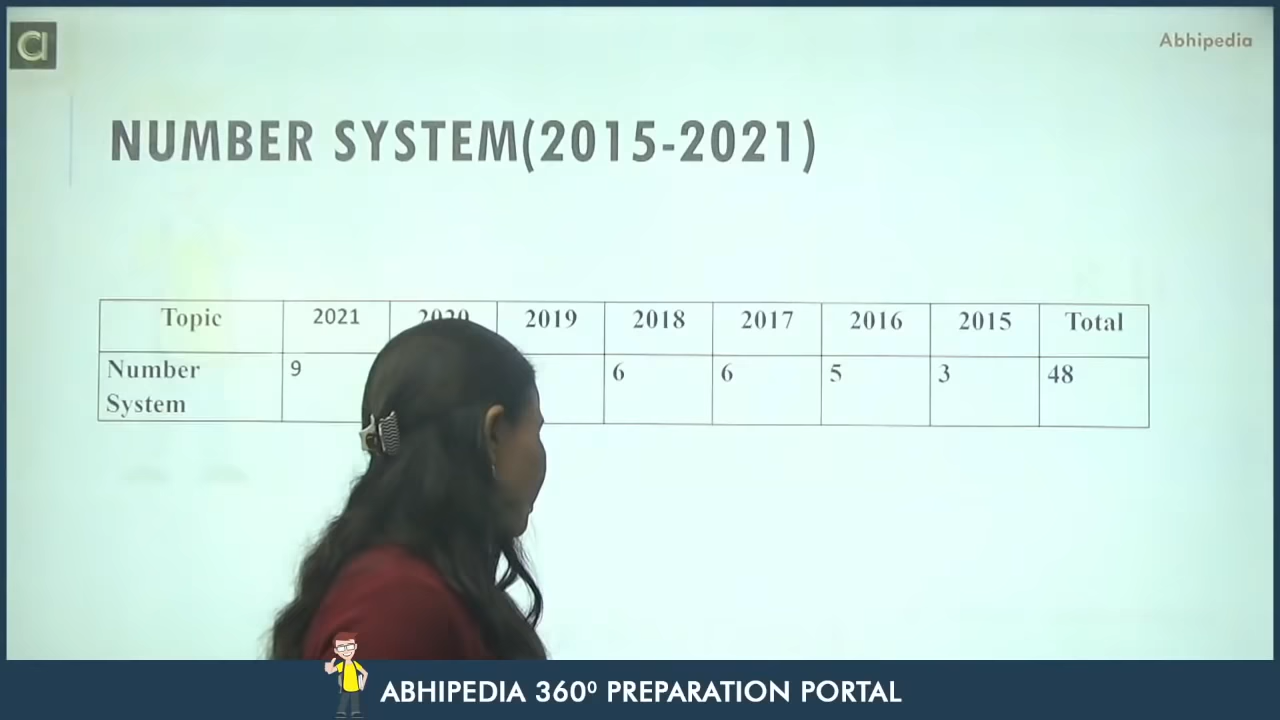 Abhipedia
NUMBER SYSTEM(2015-2021)
Topic 2021 2020 2019 2018 2017 2016 2015 Total
Number System 9 6 6 5 3 48
ABHIPEDIA 360⁰ PREPARATION PORTAL